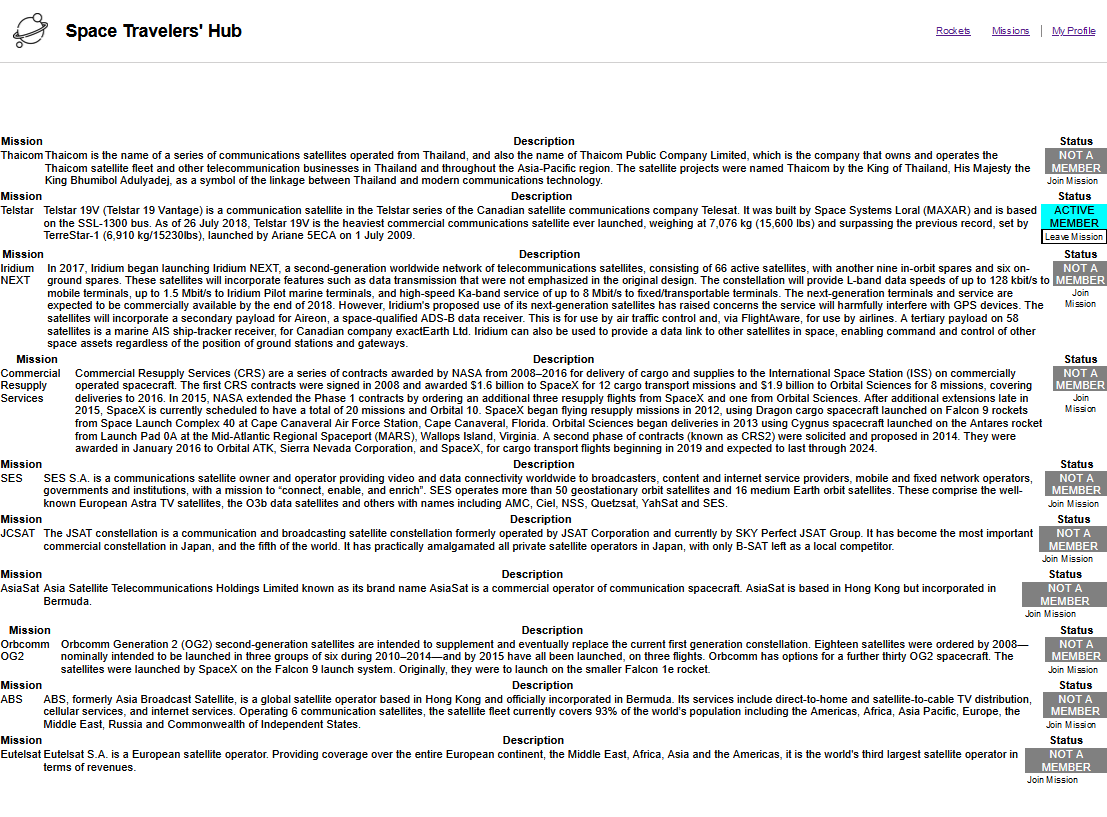 Space Travelers' Hub
Rockets Missions My Profile
Mission Description Status
Thaicom Thaicom is the name of a series of communications satellites operated from Thailand, and also the name of Thaicom Public Company Limited, which is the company that owns and operates the NOT A
Thaicom satellite fleet and other telecommunication businesses in Thailand and throughout the Asia-Pacific region. The satellite projects were named Thaicom by the King of Thailand, His Majesty the MEMBER
King Bhumibol Adulyadej, as a symbol of the linkage between Thailand and modern communications technology. Join Mission
Mission Description Status
Telstar Telstar 19V (Telstar 19 Vantage) is a communication satellite in the Telstar series of the Canadian satellite communications company Telesat. It was built by Space Systems Loral (MAXAR) and is based ACTIVE
on the SSL-1300 bus. As of 26 July 2018, Telstar 19V is the heaviest commercial communications satellite ever launched, weighing at 7,076 kg (15,600 lbs) and surpassing the previous record, set by MEMBER
TerreStar-1 (6,910 kg/15230lbs), launched by Ariane 5ECA on 1 July 2009. Leave Mission
Mission Description Status
Iridium In 2017, Iridium began launching Iridium NEXT, a second-generation worldwide network of telecommunications satellites, consisting of 66 active satellites, with another nine in-orbit spares and six on- NOT A
NEXT ground spares. These satellites will incorporate features such as data transmission that were not emphasized in the original design. The constellation will provide L-band data speeds of up to 128 kbit/s to MEMBER
mobile terminals, up to 1.5 Mbit/s to Iridium Pilot marine terminals, and high-speed Ka-band service of up to 8 Mbit/s to fixed/transportable terminals. The next-generation terminals and service are Join
expected to be commercially available by the end of 2018. However, Iridium's proposed use of its next-generation satellites has raised concerns the service will harmfully interfere with GPS devices. The Mission
satellites will incorporate a secondary payload for Aireon, a space-qualified ADS-B data receiver. This is for use by air traffic control and, via FlightAware, for use by airlines. A tertiary payload on 58
satellites is a marine AIS ship-tracker receiver, for Canadian company exactEarth Ltd. Iridium can also be used to provide a data link to other satellites in space, enabling command and control of other
space assets regardless of the position of ground stations and gateways.
Mission Description Status
Commercial Commercial Resupply Services (CRS) are a series of contracts awarded by NASA from 2008–2016 for delivery of cargo and supplies to the International Space Station (ISS) on commercially NOT A
Resupply operated spacecraft. The first CRS contracts were signed in 2008 and awarded $1.6 billion to SpaceX for 12 cargo transport missions and $1.9 billion to Orbital Sciences for 8 missions, covering MEMBER
Services deliveries to 2016. In 2015, NASA extended the Phase 1 contracts by ordering an additional three resupply flights from SpaceX and one from Orbital Sciences. After additional extensions late in Join
2015, SpaceX is currently scheduled to have a total of 20 missions and Orbital 10. SpaceX began flying resupply missions in 2012, using Dragon cargo spacecraft launched on Falcon 9 rockets Mission
from Space Launch Complex 40 at Cape Canaveral Air Force Station, Cape Canaveral, Florida. Orbital Sciences began deliveries in 2013 using Cygnus spacecraft launched on the Antares rocket
from Launch Pad 0A at the Mid-Atlantic Regional Spaceport (MARS), Wallops Island, Virginia. A second phase of contracts (known as CRS2) were solicited and proposed in 2014. They were
awarded in January 2016 to Orbital ATK, Sierra Nevada Corporation, and SpaceX, for cargo transport flights beginning in 2019 and expected to last through 2024.
Mission Description Status
SES SES S.A. is a communications satellite owner and operator providing video and data connectivity worldwide to broadcasters, content and internet service providers, mobile and fixed network operators, NOT A
governments and institutions, with a mission to “connect, enable, and enrich”. SES operates more than 50 geostationary orbit satellites and 16 medium Earth orbit satellites. These comprise the well- MEMBER
known European Astra TV satellites, the O3b data satellites and others with names including AMC, Ciel, NSS, Quetzsat, YahSat and SES. Join Mission
Mission Description Status
JCSAT The JSAT constellation is a communication and broadcasting satellite constellation formerly operated by JSAT Corporation and currently by SKY Perfect JSAT Group. It has become the most important NOT A
commercial constellation in Japan, and the fifth of the world. It has practically amalgamated all private satellite operators in Japan, with only B-SAT left as a local competitor. MEMBER
Join Mission
Mission Description Status
AsiaSat Asia Satellite Telecommunications Holdings Limited known as its brand name AsiaSat is a commercial operator of communication spacecraft. AsiaSat is based in Hong Kong but incorporated in NOT A
Bermuda. MEMBER
Join Mission
Mission Description Status
Orbcomm Orbcomm Generation 2 (OG2) second-generation satellites are intended to supplement and eventually replace the current first generation constellation. Eighteen satellites were ordered by 2008— NOT A
OG2 nominally intended to be launched in three groups of six during 2010–2014—and by 2015 have all been launched, on three flights. Orbcomm has options for a further thirty OG2 spacecraft. The MEMBER
satellites were launched by SpaceX on the Falcon 9 launch system. Originally, they were to launch on the smaller Falcon 1e rocket. Join Mission
Mission Description Status
ABS ABS, formerly Asia Broadcast Satellite, is a global satellite operator based in Hong Kong and officially incorporated in Bermuda. Its services include direct-to-home and satellite-to-cable TV distribution, NOT A
cellular services, and internet services. Operating 6 communication satellites, the satellite fleet currently covers 93% of the world's population including the Americas, Africa, Asia Pacific, Europe, the MEMBER
Middle East, Russia and Commonwealth of Independent States. Join Mission
Mission Description Status
Eutelsat Eutelsat S.A. is a European satellite operator. Providing coverage over the entire European continent, the Middle East, Africa, Asia and the Americas, it is the world's third largest satellite operator in NOT A
terms of revenues. MEMBER
Join Mission